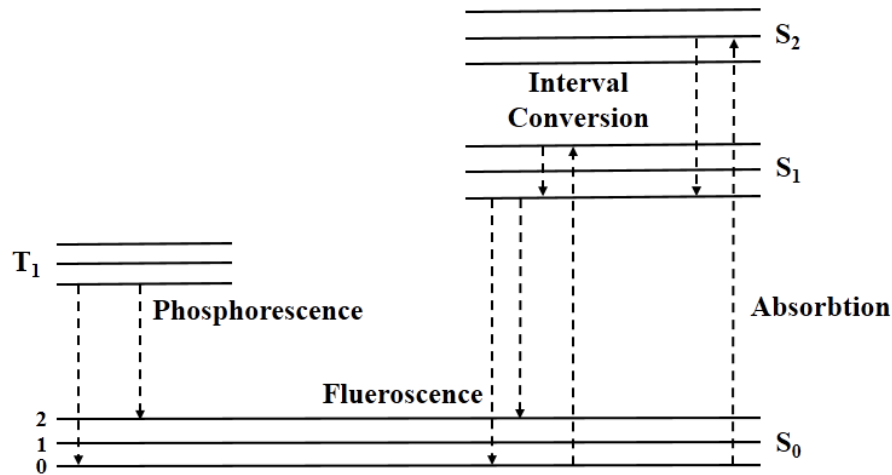 S₂
Interval
Conversion
S₁
T₁
Phosphorescence
Absorbtion
Flueroscence
2
1
0
S₀